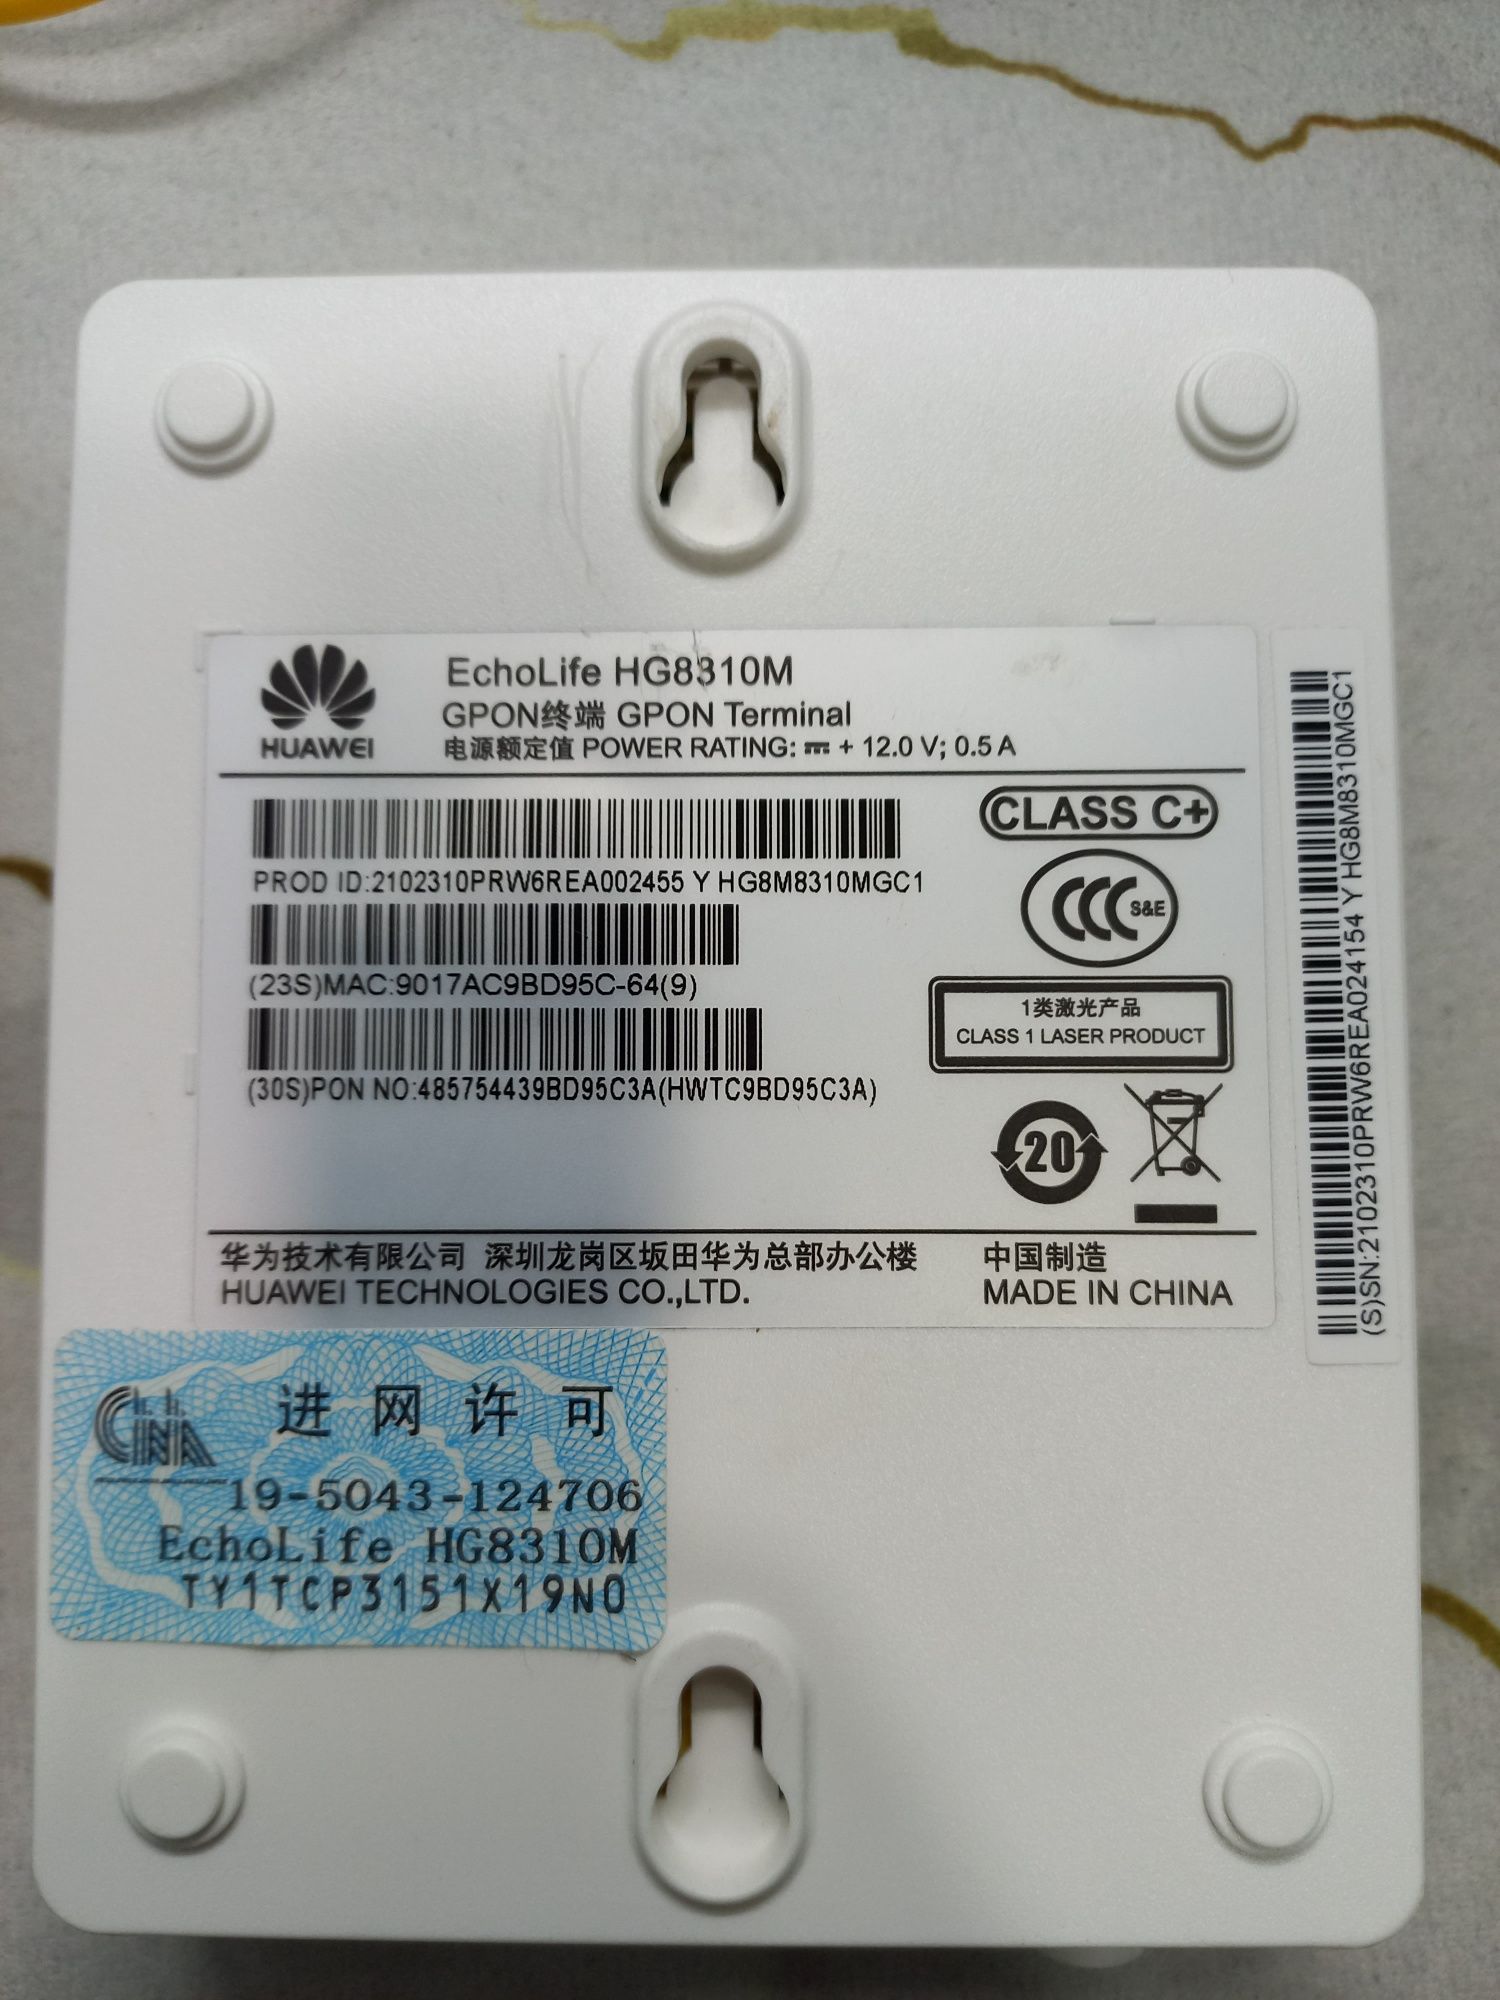 HUAWEI
EchoLife HG8310M
GPON终端 GPON Terminal
电源额定值 POWER RATING: ⎓ + 12.0 V; 0.5 A
PROD ID:2102310PRW6REA002455 Y HG8M8310MGC1
(23S)MAC:9017AC9BD95C-64(9)
(30S)PON NO:485754439BD95C3A(HWTC9BD95C3A)
CLASS C+
CCC S&E
1类激光产品
CLASS 1 LASER PRODUCT
20
华为技术有限公司 深圳龙岗区坂田华为总部办公楼 中国制造
HUAWEI TECHNOLOGIES CO.,LTD. MADE IN CHINA
(S)SN:2102310PRW6REA024154 Y HG8M8310MGC1
CHINA 进网许可
19-5043-124706
EchoLife HG8310M
TY1TCP3151X19N0